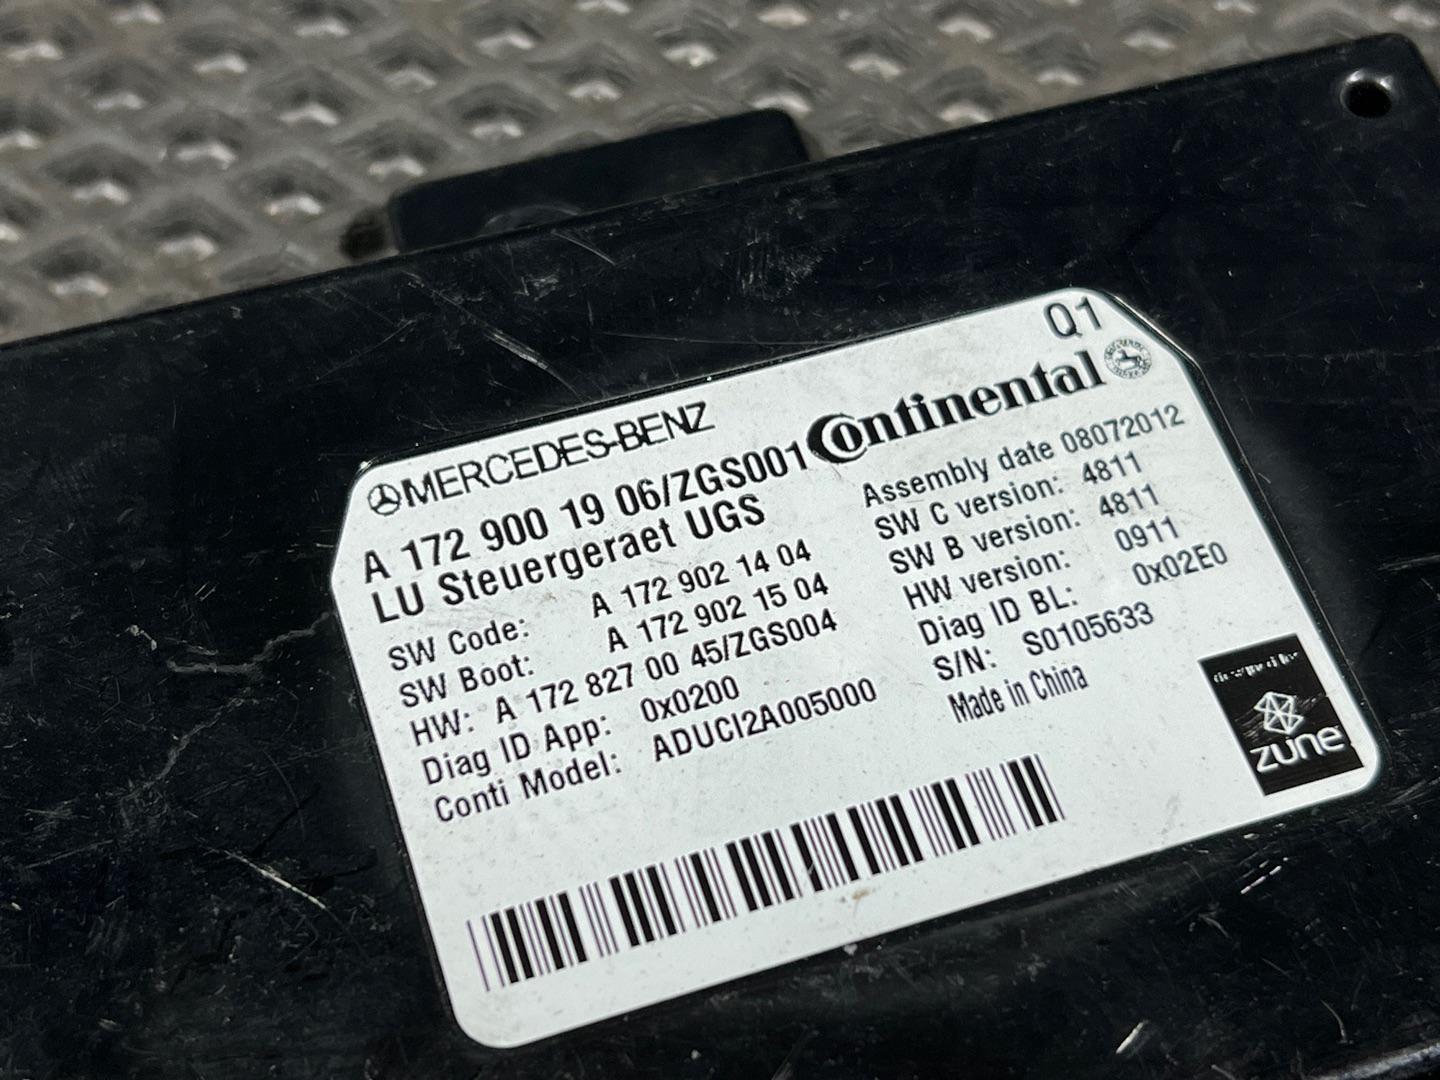 Q1
MERCEDES-BENZ
Continental
A 172 900 19 06/ZGS001
LU Steuergeraet UGS
SW Code: A 172 902 14 04
SW Boot: A 172 902 15 04
HW: A 172 827 00 45/ZGS004
Diag ID App: 0x0200
Conti Model: ADUCI2A005000
Assembly date 08072012
SW C version: 4811
SW B version: 4811
HW version: 0911
Diag ID BL: 0x02E0
S/N: S0105633
Made in China
zune